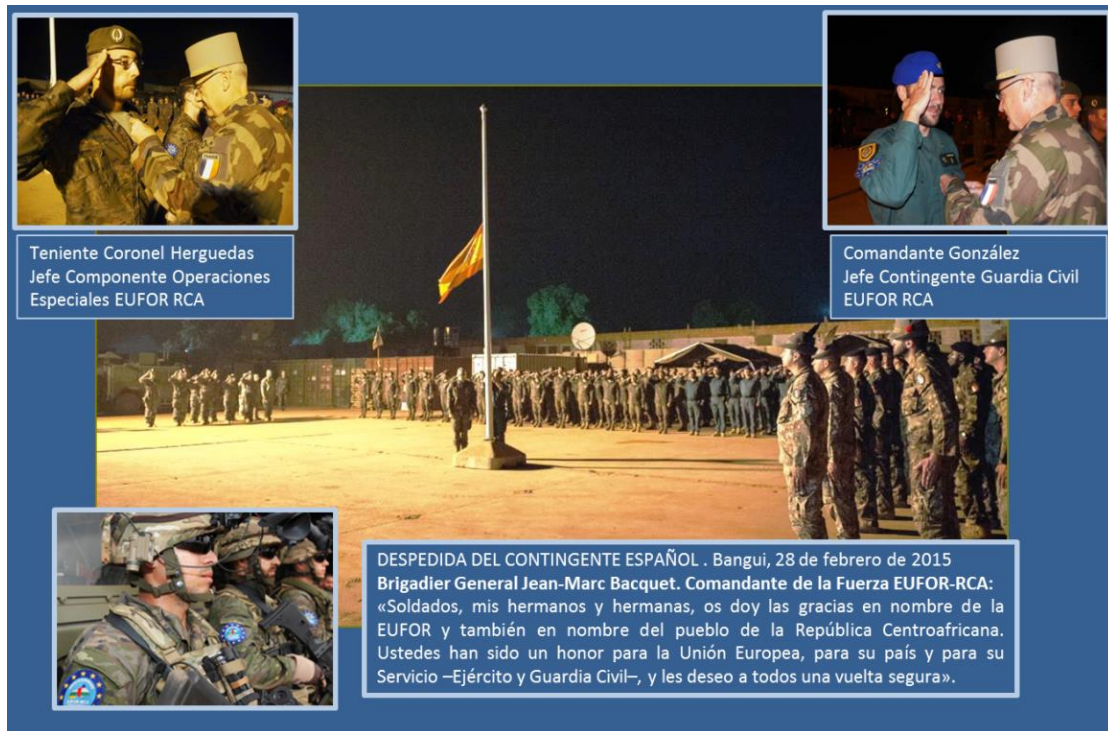 Teniente Coronel Herguedas
Jefe Componente Operaciones
Especiales EUFOR RCA
Comandante González
Jefe Contingente Guardia Civil
EUFOR RCA
DESPEDIDA DEL CONTINGENTE ESPAÑOL . Bangui, 28 de febrero de 2015
Brigadier General Jean-Marc Bacquet. Comandante de la Fuerza EUFOR-RCA:
«Soldados, mis hermanos y hermanas, os doy las gracias en nombre de la
EUFOR y también en nombre del pueblo de la República Centroafricana.
Ustedes han sido un honor para la Unión Europea, para su país y para su
Servicio –Ejército y Guardia Civil–, y les deseo a todos una vuelta segura».